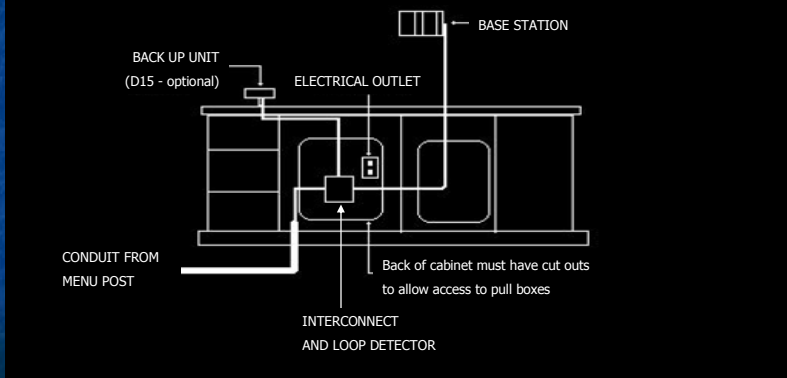 BASE STATION
BACK UP UNIT
(D15 - optional)
ELECTRICAL OUTLET
CONDUIT FROM
MENU POST
Back of cabinet must have cut outs
to allow access to pull boxes
INTERCONNECT
AND LOOP DETECTOR